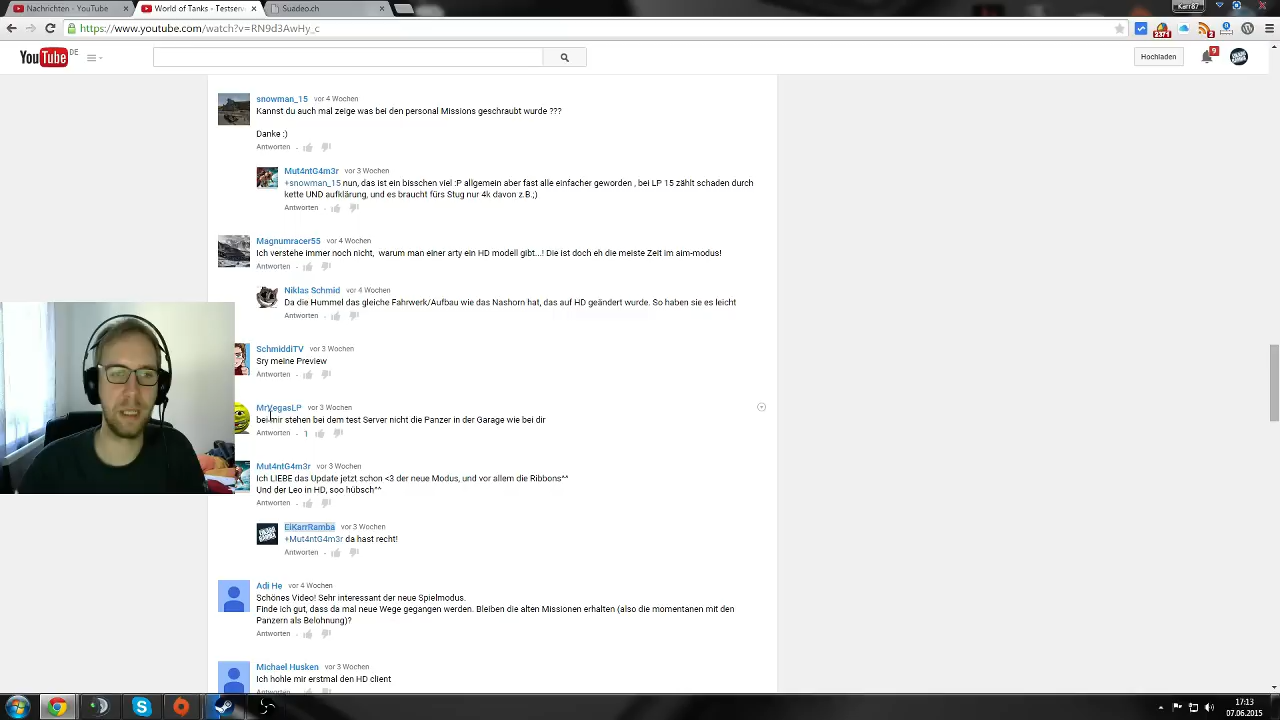 Nachrichten - YouTube
World of Tanks - Testserv
Suadeo.ch
Kerr87
https://www.youtube.com/watch?v=RN9d3AwHy_c
YouTube DE
Hochladen
9
snowman_15 vor 4 Wochen
Kannst du auch mal zeige was bei den personal Missions geschraubt wurde ???
Danke :)
Antworten
Mut4ntG4m3r vor 3 Wochen
+snowman_15 nun, das ist ein bisschen viel :P allgemein aber fast alle einfacher geworden , bei LP 15 zählt schaden durch
kette UND aufklärung, und es braucht fürs Stug nur 4k davon z.B.;)
Antworten
Magnumracer55 vor 4 Wochen
Ich verstehe immer noch nicht, warum man einer arty ein HD modell gibt...! Die ist doch eh die meiste Zeit im aim-modus!
Antworten
Niklas Schmid vor 4 Wochen
Da die Hummel das gleiche Fahrwerk/Aufbau wie das Nashorn hat, das auf HD geändert wurde. So haben sie es leicht
Antworten
SchmiddiTV vor 3 Wochen
Sry meine Preview
Antworten
MrVegasLP vor 3 Wochen
bei mir stehen bei dem test Server nicht die Panzer in der Garage wie bei dir
Antworten - 1
Mut4ntG4m3r vor 3 Wochen
Ich LIEBE das Update jetzt schon <3 der neue Modus, und vor allem die Ribbons^^
Und der Leo in HD, soo hübsch^^
Antworten
EiKarrRamba vor 3 Wochen
+Mut4ntG4m3r da hast recht!
Antworten
Adi He vor 4 Wochen
Schönes Video! Sehr interessant der neue Spielmodus.
Finde ich gut, dass da mal neue Wege gegangen werden. Bleiben die alten Missionen erhalten (also die momentanen mit den
Panzern als Belohnung)?
Antworten
Michael Husken vor 3 Wochen
Ich hohle mir erstmal den HD client
Antworten
17:13
07.06.2015